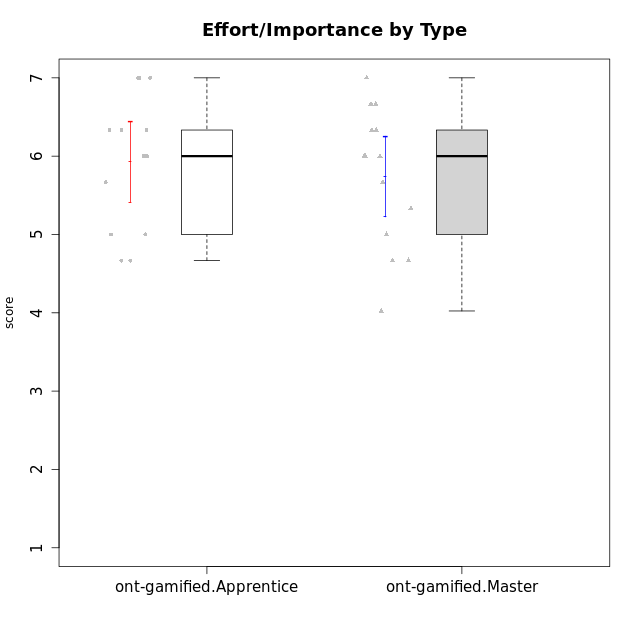 Effort/Importance by Type
score
7
6
5
4
3
2
1
ont-gamified.Apprentice
ont-gamified.Master